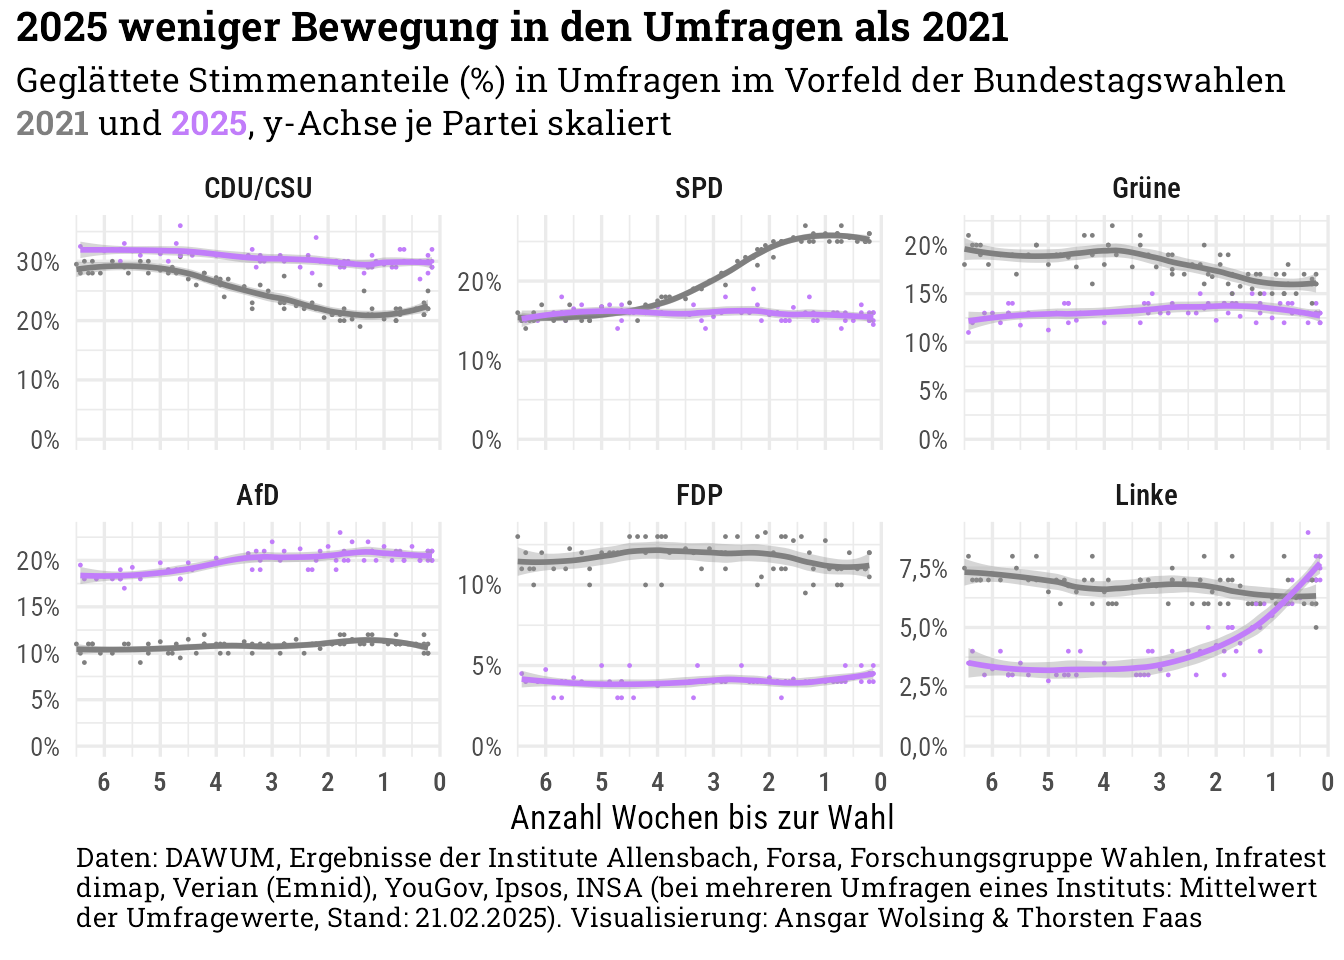 2025 weniger Bewegung in den Umfragen als 2021
Geglättete Stimmenanteile (%) in Umfragen im Vorfeld der Bundestagswahlen
2021 und 2025, y-Achse je Partei skaliert
CDU/CSU
30%
20%
10%
0%
SPD
20%
10%
0%
Grüne
20%
15%
10%
5%
0%
AfD
20%
15%
10%
5%
0%
6 5 4 3 2 1 0
FDP
10%
5%
0%
6 5 4 3 2 1 0
Linke
7,5%
5,0%
2,5%
0,0%
6 5 4 3 2 1 0
Anzahl Wochen bis zur Wahl
Daten: DAWUM, Ergebnisse der Institute Allensbach, Forsa, Forschungsgruppe Wahlen, Infratest
dimap, Verian (Emnid), YouGov, Ipsos, INSA (bei mehreren Umfragen eines Instituts: Mittelwert
der Umfragewerte, Stand: 21.02.2025). Visualisierung: Ansgar Wolsing & Thorsten Faas